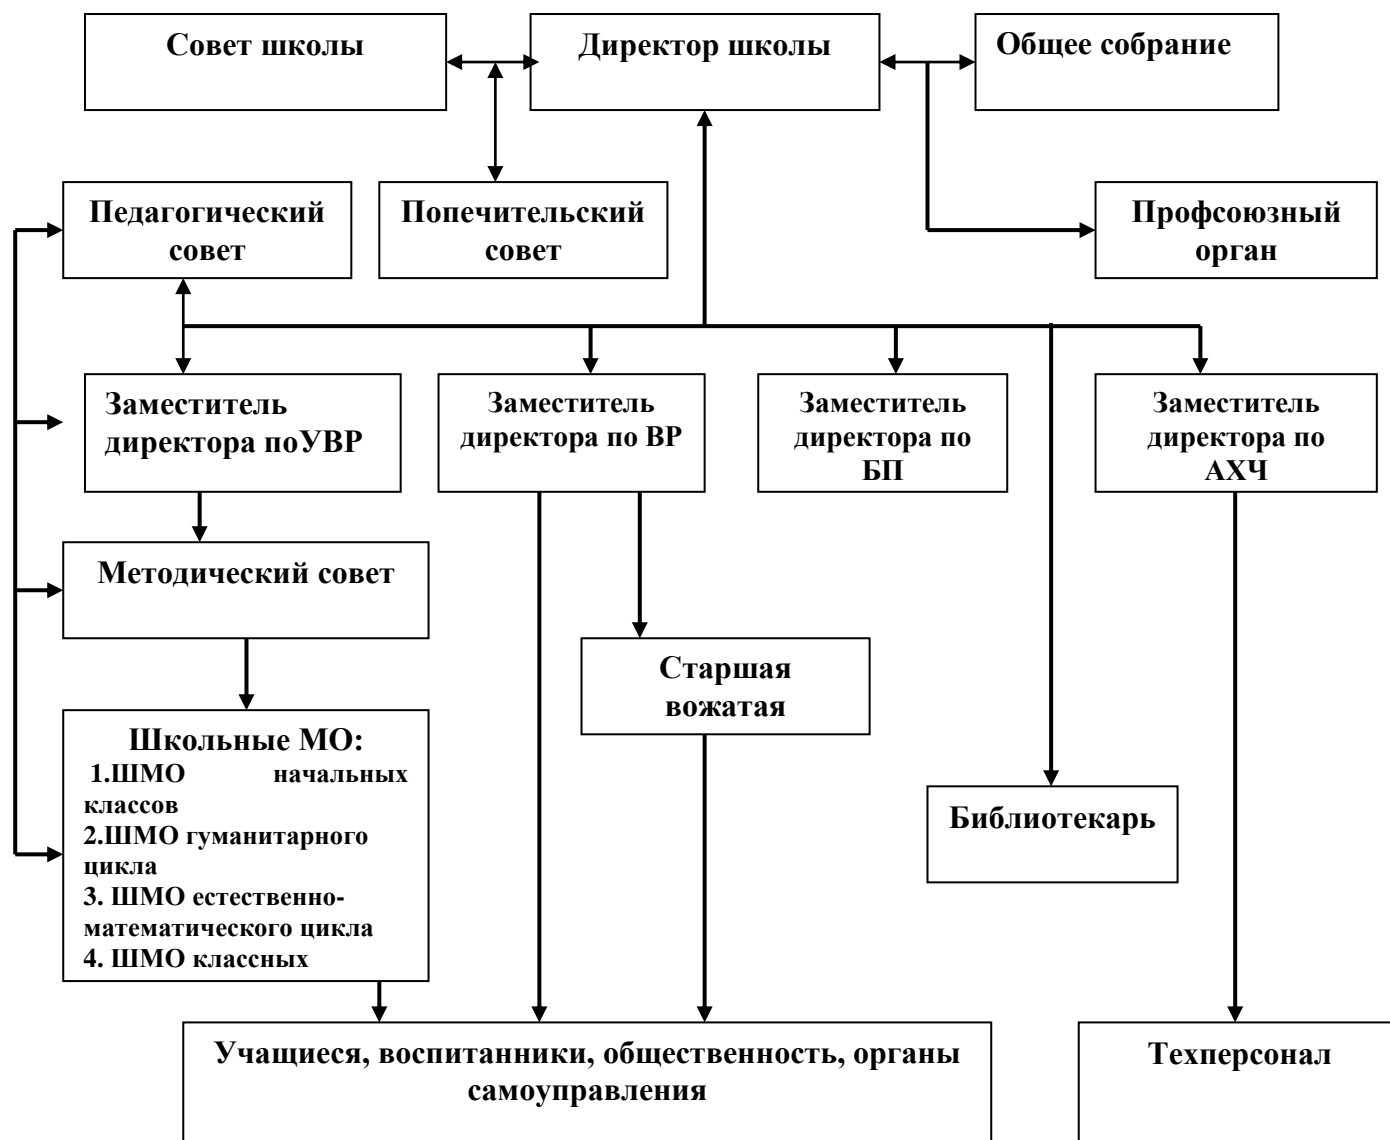 Совет школы
Директор школы
Общее собрание
Педагогический
совет
Попечительский
совет
Профсоюзный
орган
Заместитель
директора поУВР
Заместитель
директора по ВР
Заместитель
директора по
БП
Заместитель
директора по
АХЧ
Методический совет
Старшая
вожатая
Школьные МО:
1.ШМО начальных
классов
2.ШМО гуманитарного
цикла
3. ШМО естественно-
математического цикла
4. ШМО классных
Библиотекарь
Учащиеся, воспитанники, общественность, органы
самоуправления
Техперсонал